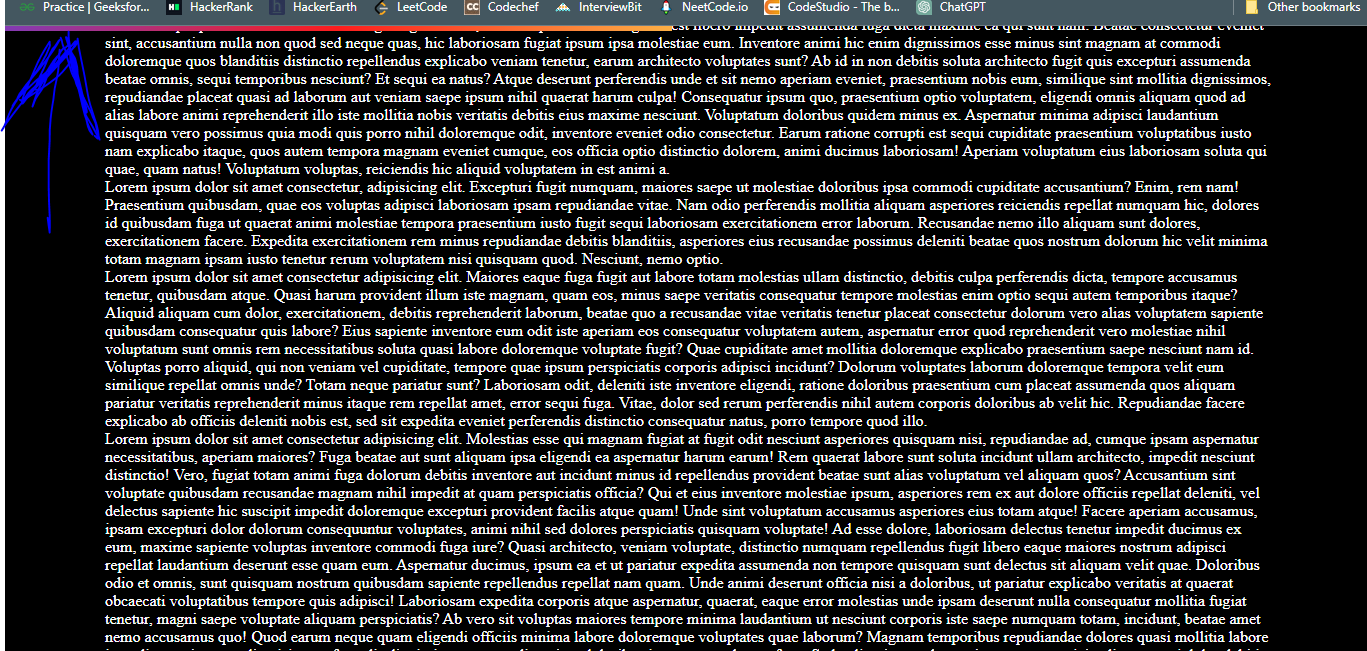 Practice | Geeksfor...
HackerRank
HackerEarth
LeetCode
Codechef
InterviewBit
NeetCode.io
CodeStudio - The b...
ChatGPT
Other bookmarks
est libero impedit assumenda fuga dicta maxime ea qui sunt nam. Beatae consectetur eveniet
sint, accusantium nulla non quod sed neque quas, hic laboriosam fugiat ipsum ipsa molestiae eum. Inventore animi hic enim dignissimos esse minus sint magnam at commodi
doloremque quos blanditiis distinctio repellendus explicabo veniam tenetur, earum architecto voluptates sunt? Ab id in non debitis soluta architecto fugit quis excepturi assumenda
beatae omnis, sequi temporibus nesciunt? Et sequi ea natus? Atque deserunt perferendis unde et sit nemo aperiam eveniet, praesentium nobis eum, similique sint mollitia dignissimos,
repudiandae placeat quasi ad laborum aut veniam saepe ipsum nihil quaerat harum culpa! Consequatur ipsum quo, praesentium optio voluptatem, eligendi omnis aliquam quod ad
alias labore animi reprehenderit illo iste mollitia nobis veritatis debitis eius maxime nesciunt. Voluptatum doloribus quidem minus ex. Aspernatur minima adipisci laudantium
quisquam vero possimus quia modi quis porro nihil doloremque odit, inventore eveniet odio consectetur. Earum ratione corrupti est sequi cupiditate praesentium voluptatibus iusto
nam explicabo itaque, quos autem tempora magnam eveniet cumque, eos officia optio distinctio dolorem, animi ducimus laboriosam! Aperiam voluptatum eius laboriosam soluta qui
quae, quam natus! Voluptatum voluptas, reiciendis hic aliquid voluptatem in est animi a.
Lorem ipsum dolor sit amet consectetur, adipisicing elit. Excepturi fugit numquam, maiores saepe ut molestiae doloribus ipsa commodi cupiditate accusantium? Enim, rem nam!
Praesentium quibusdam, quae eos voluptas adipisci laboriosam ipsam repudiandae vitae. Nam odio perferendis mollitia aliquam asperiores reiciendis repellat numquam hic, dolores
id quibusdam fuga ut quaerat animi molestiae tempora praesentium iusto fugit sequi laboriosam exercitationem error laborum. Recusandae nemo illo aliquam sunt dolores,
exercitationem facere. Expedita exercitationem rem minus repudiandae debitis blanditiis, asperiores eius recusandae possimus deleniti beatae quos nostrum dolorum hic velit minima
totam magnam ipsam iusto tenetur rerum voluptatem nisi quisquam quod. Nesciunt, nemo optio.
Lorem ipsum dolor sit amet consectetur adipisicing elit. Maiores eaque fuga fugit aut labore totam molestias ullam distinctio, debitis culpa perferendis dicta, tempore accusamus
tenetur, quibusdam atque. Quasi harum provident illum iste magnam, quam eos, minus saepe veritatis consequatur tempore molestias enim optio sequi autem temporibus itaque?
Aliquid aliquam cum dolor, exercitationem, debitis reprehenderit laborum, beatae quo a recusandae vitae veritatis tenetur placeat consectetur dolorum vero alias voluptatem sapiente
quibusdam consequatur quis labore? Eius sapiente inventore eum odit iste aperiam eos consequatur voluptatem autem, aspernatur error quod reprehenderit vero molestiae nihil
voluptatum sunt omnis rem necessitatibus soluta quasi labore doloremque voluptate fugit? Quae cupiditate amet mollitia doloremque explicabo praesentium saepe nesciunt nam id.
Voluptas porro aliquid, qui non veniam vel cupiditate, tempore quae ipsum perspiciatis corporis adipisci incidunt? Dolorum voluptates laborum doloremque tempora velit eum
similique repellat omnis unde? Totam neque pariatur sunt? Laboriosam odit, deleniti iste inventore eligendi, ratione doloribus praesentium cum placeat assumenda quos aliquam
pariatur veritatis reprehenderit minus itaque rem repellat amet, error sequi fuga. Vitae, dolor sed rerum perferendis nihil autem corporis doloribus ab velit hic. Repudiandae facere
explicabo ab officiis deleniti nobis est, sed sit expedita eveniet perferendis distinctio consequatur natus, porro tempore quod illo.
Lorem ipsum dolor sit amet consectetur adipisicing elit. Molestias esse qui magnam fugiat at fugit odit nesciunt asperiores quisquam nisi, repudiandae ad, cumque ipsam aspernatur
necessitatibus, aperiam maiores? Fuga beatae aut sunt aliquam ipsa eligendi ea aspernatur harum earum! Rem quaerat labore sunt soluta incidunt ullam architecto, impedit nesciunt
distinctio! Vero, fugiat totam animi fuga dolorum debitis inventore aut incidunt minus id repellendus provident beatae sunt alias voluptatum vel aliquam quos? Accusantium sint
voluptate quibusdam recusandae magnam nihil impedit at quam perspiciatis officia? Qui et eius inventore molestiae ipsum, asperiores rem ex aut dolore officiis repellat deleniti, vel
delectus sapiente hic suscipit impedit doloremque excepturi provident facilis atque quam! Unde sint voluptatum accusamus asperiores eius totam atque! Facere aperiam accusamus,
ipsam excepturi dolor dolorum consequuntur voluptates, animi nihil sed dolores perspiciatis quisquam voluptate! Ad esse dolore, laboriosam delectus tenetur impedit ducimus ex
eum, maxime sapiente voluptas inventore commodi fuga iure? Quasi architecto, veniam voluptate, distinctio numquam repellendus fugit libero eaque maiores nostrum adipisci
repellat laudantium deserunt esse quam eum. Aspernatur ducimus, ipsam ea et ut pariatur expedita assumenda non tempore quisquam sunt delectus sit aliquam velit quae. Doloribus
odio et omnis, sunt quisquam nostrum quibusdam sapiente repellendus repellat nam quam. Unde animi deserunt officia nisi a doloribus, ut pariatur explicabo veritatis at quaerat
obcaecati voluptatibus tempore quis adipisci! Laboriosam expedita corporis atque aspernatur, quaerat, eaque error molestias unde ipsam deserunt nulla consequatur mollitia fugiat
tenetur, magni saepe voluptate aliquam perspiciatis? Ab vero sit voluptas maiores tempore minima laudantium ut nesciunt corporis iste saepe numquam totam, incidunt, beatae amet
nemo accusamus quo! Quod earum neque quam eligendi officiis minima labore doloremque voluptates quae laborum? Magnam temporibus repudiandae dolores quasi mollitia labore